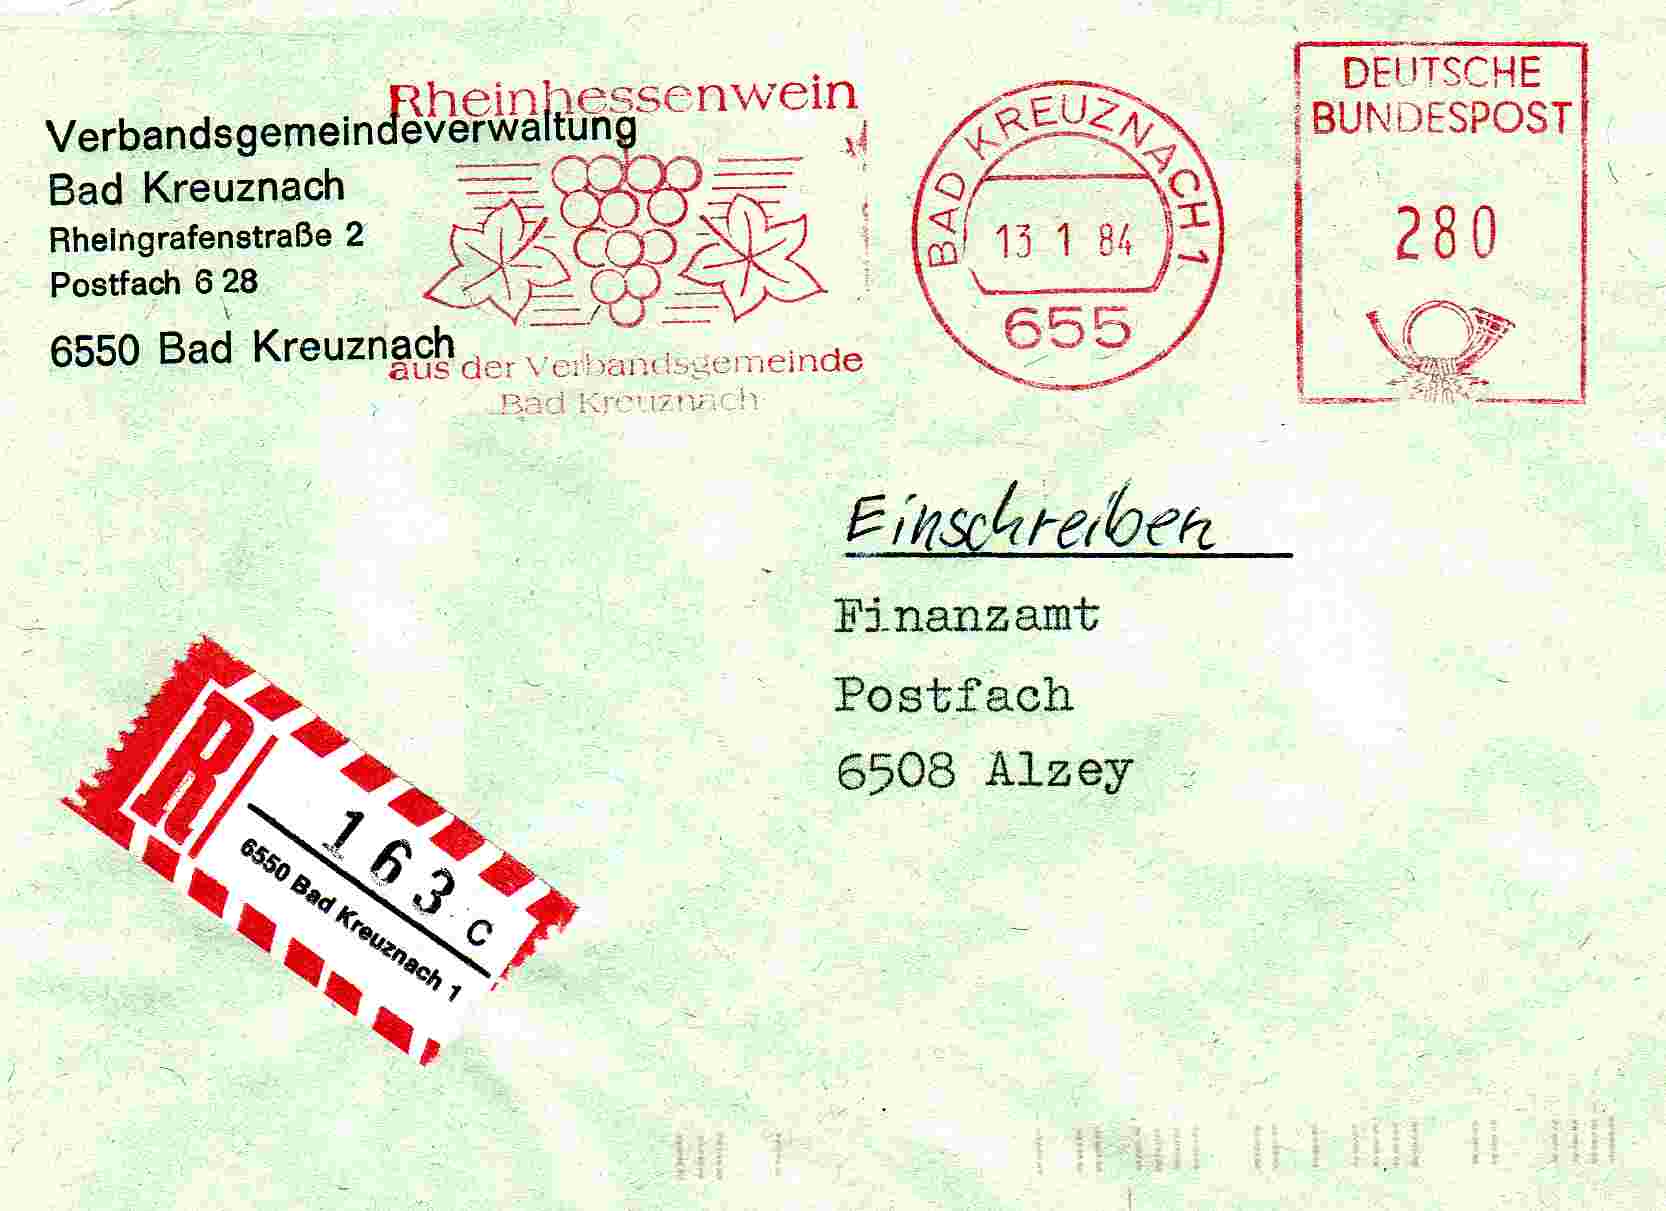 Rheinhessenwein
Verbandsgemeindeverwaltung
Bad Kreuznach
Rheingrafenstraße 2
Postfach 6 28
6550 Bad Kreuznach
aus der Verbandsgemeinde
Bad Kreuznach
BAD KREUZNACH 1
13 1 84
655
DEUTSCHE
BUNDESPOST
280
Einschreiben
Finanzamt
Postfach
6508 Alzey
R
163 c
6550 Bad Kreuznach 1